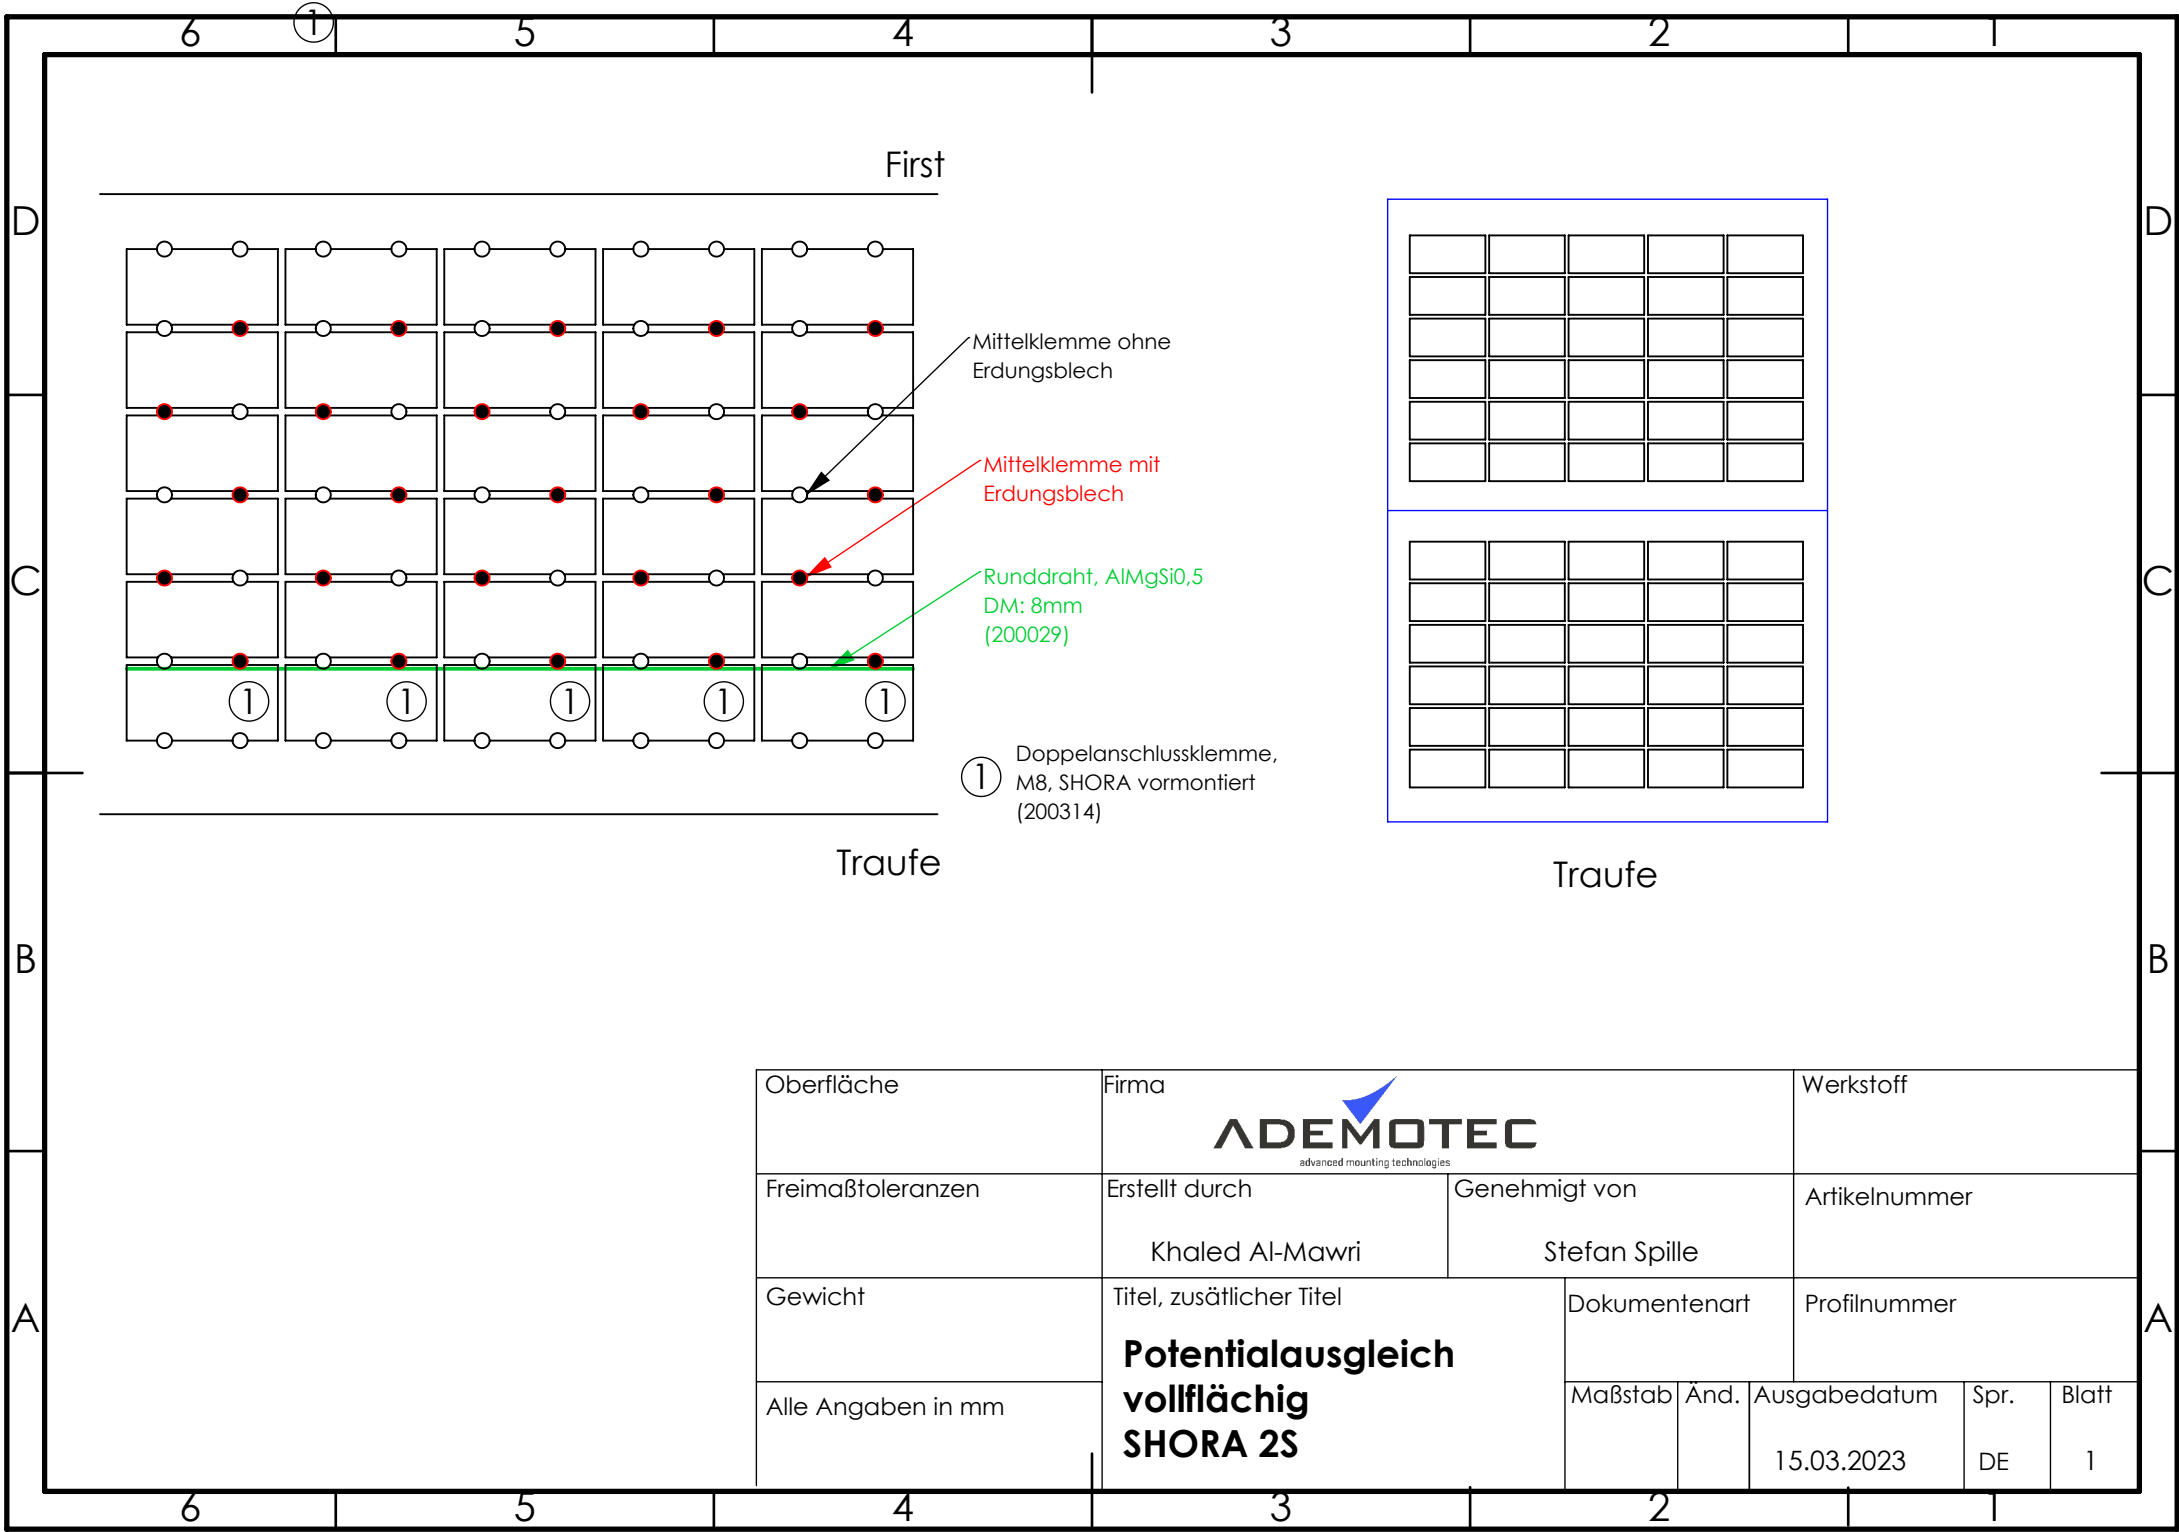 6
1
5
4
3
2
1
First
D
D
Mittelklemme ohne
Erdungsblech
Mittelklemme mit
Erdungsblech
Runddraht, AlMgSi0,5
DM: 8mm
(200029)
C
C
1
1
1
1
1
1
Doppelanschlussklemme,
M8, SHORA vormontiert
(200314)
Traufe
Traufe
B
B
Oberfläche
Firma
ADEMOTEC
advanced mounting technologies
Werkstoff
Freimaßtoleranzen
Erstellt durch
Khaled Al-Mawri
Genehmigt von
Stefan Spille
Artikelnummer
A
A
Gewicht
Titel, zusätlicher Titel
Potentialausgleich
vollflächig
SHORA 2S
Dokumentenart
Profilnummer
Alle Angaben in mm
Maßstab
Änd.
Ausgabedatum
15.03.2023
Spr.
DE
Blatt
1
6
5
4
3
2
1